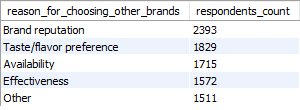 reason_for_choosing_other_brands respondents_count
Brand reputation 2393
Taste/flavor preference 1829
Availability 1715
Effectiveness 1572
Other 1511